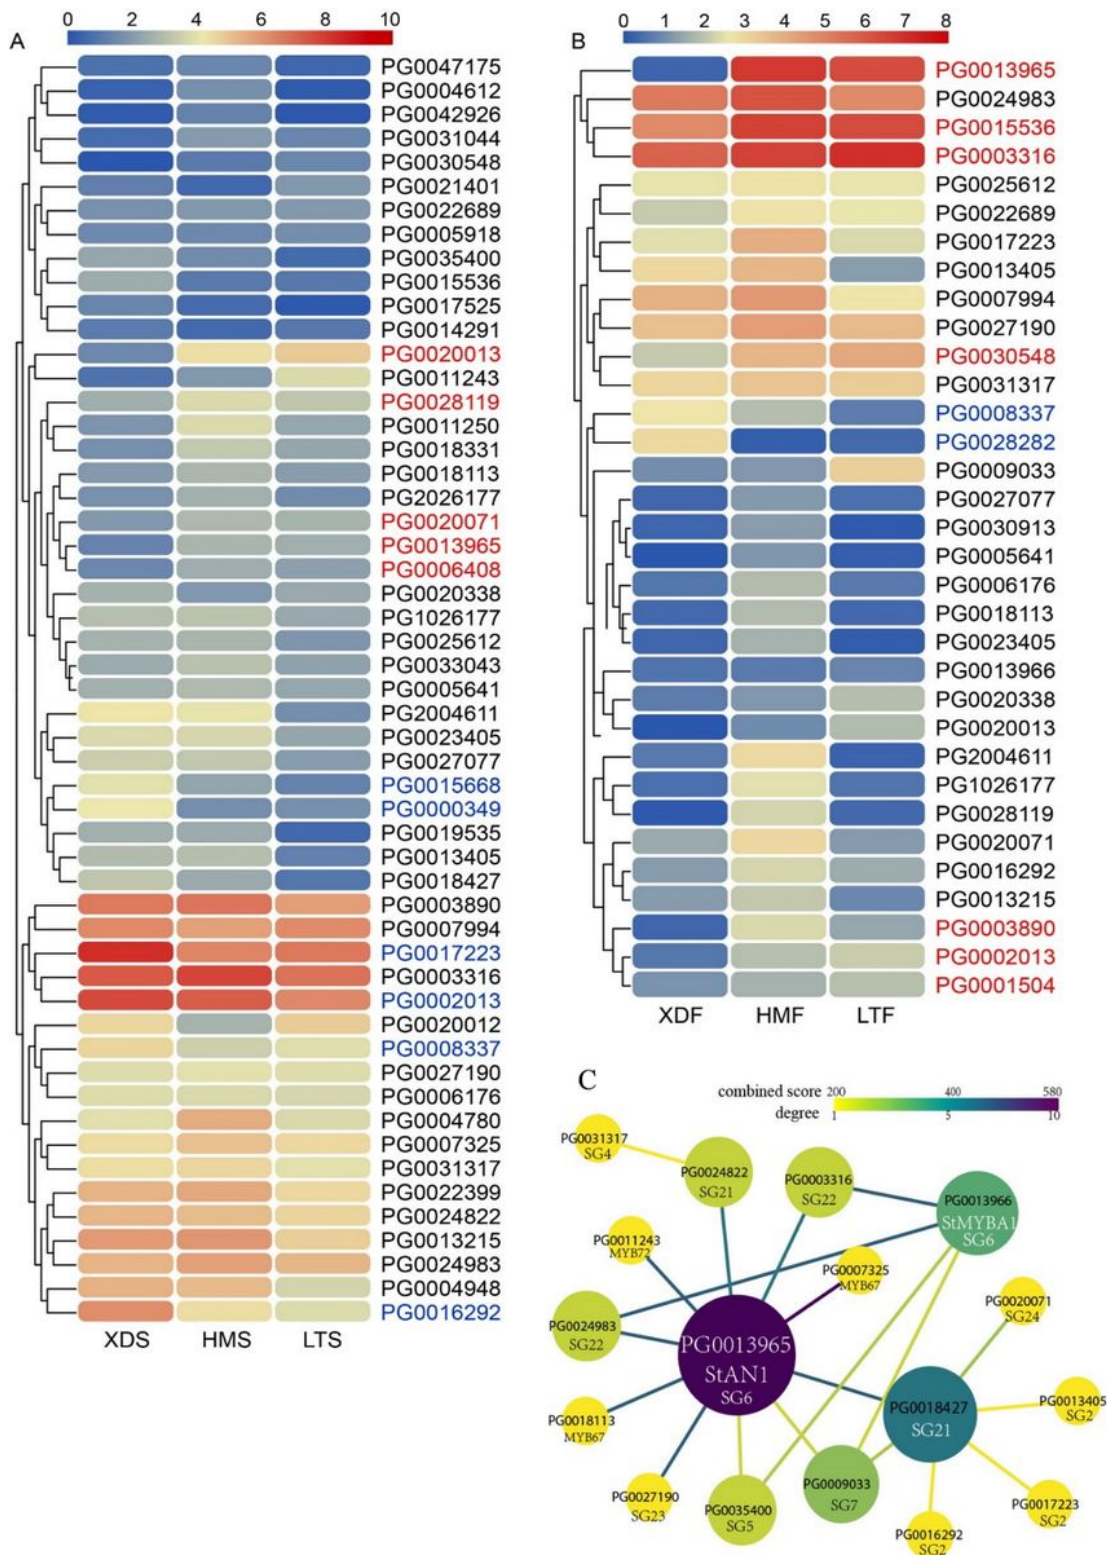 A
0 2 4 6 8 10
PG0047175
PG0004612
PG0042926
PG0031044
PG0030548
PG0021401
PG0022689
PG0005918
PG0035400
PG0015536
PG0017525
PG0014291
PG0020013
PG0011243
PG0028119
PG0011250
PG0018331
PG0018113
PG2026177
PG0020071
PG0013965
PG0006408
PG0020338
PG1026177
PG0025612
PG0033043
PG0005641
PG2004611
PG0023405
PG0027077
PG0015668
PG0000349
PG0019535
PG0013405
PG0018427
PG0003890
PG0007994
PG0017223
PG0003316
PG0002013
PG0020012
PG0008337
PG0027190
PG0006176
PG0004780
PG0007325
PG0031317
PG0022399
PG0024822
PG0013215
PG0024983
PG0004948
PG0016292
XDS HMS LTS
B
0 1 2 3 4 5 6 7 8
PG0013965
PG0024983
PG0015536
PG0003316
PG0025612
PG0022689
PG0017223
PG0013405
PG0007994
PG0027190
PG0030548
PG0031317
PG0008337
PG0028282
PG0009033
PG0027077
PG0030913
PG0005641
PG0006176
PG0018113
PG0023405
PG0013966
PG0020338
PG0020013
PG2004611
PG1026177
PG0028119
PG0020071
PG0016292
PG0013215
PG0003890
PG0002013
PG0001504
XDF HMF LTF
C
combined score 200 400 580
degree 1 5 10
PG0031317
SG4
PG0024822
SG21
PG0003316
SG22
PG0013966
StMYBA1
SG6
PG0011243
MYB72
PG0007325
MYB67
PG0024983
SG22
PG0020071
SG24
PG0013965
StAN1
SG6
PG0018113
MYB67
PG0018427
SG21
PG0013405
SG2
PG0027190
SG23
PG0035400
SG5
PG0009033
SG7
PG0017223
SG2
PG0016292
SG2